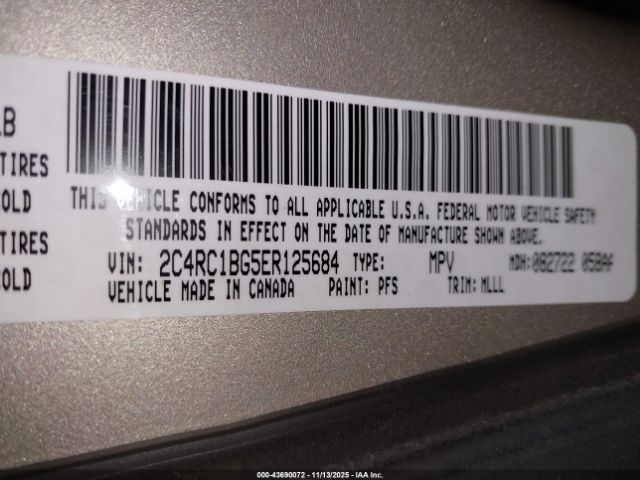 LB
TIRES
OLD
TIRES
OLD
THIS VEHICLE CONFORMS TO ALL APPLICABLE U.S.A. FEDERAL MOTOR VEHICLE SAFETY
STANDARDS IN EFFECT ON THE DATE OF MANUFACTURE SHOWN ABOVE.
VIN: 2C4RC1BG5ER125684 TYPE: MPV MDH:082722 058AF
VEHICLE MADE IN CANADA PAINT: PFS TRIM: MLLL
000-43690072 - 11/13/2025 - IAA Inc.